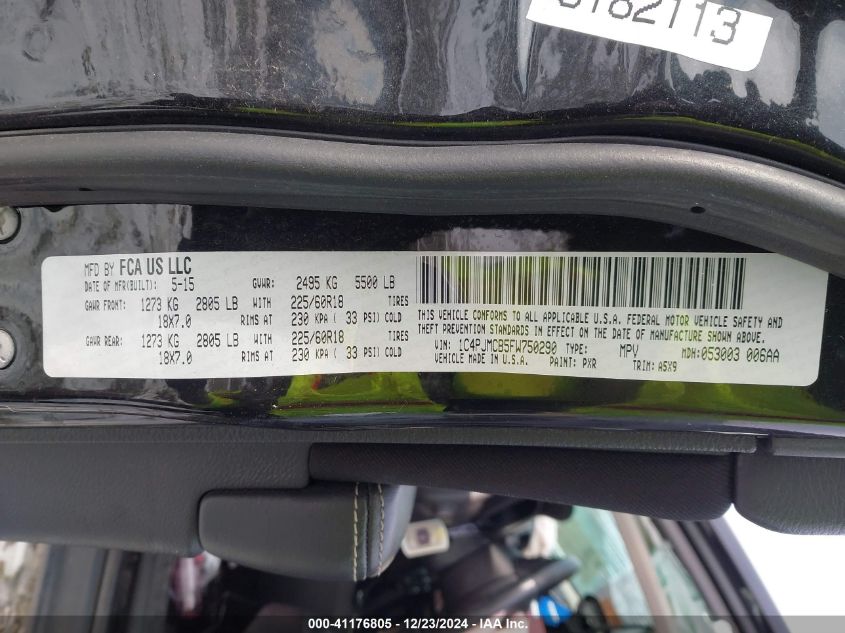 82113
MFD BY FCA US LLC
DATE OF MFR(BUILT): 5-15 GVWR: 2495 KG 5500 LB
GAWR FRONT: 1273 KG 2805 LB WITH 225/60R18 TIRES
18X7.0 RIMS AT 230 KPA ( 33 PSI) COLD
GAWR REAR: 1273 KG 2805 LB WITH 225/60R18 TIRES
18X7.0 RIMS AT 230 KPA ( 33 PSI) COLD
THIS VEHICLE CONFORMS TO ALL APPLICABLE U.S.A. FEDERAL MOTOR VEHICLE SAFETY AND
THEFT PREVENTION STANDARDS IN EFFECT ON THE DATE OF MANUFACTURE SHOWN ABOVE.
VIN: 1C4PJMCB5FW750290 TYPE: MPV MDH:053003 006AA
VEHICLE MADE IN U.S.A. PAINT: PXR TRIM: A5X9
000-41176805 / 12/23/2024 / IAA Inc.